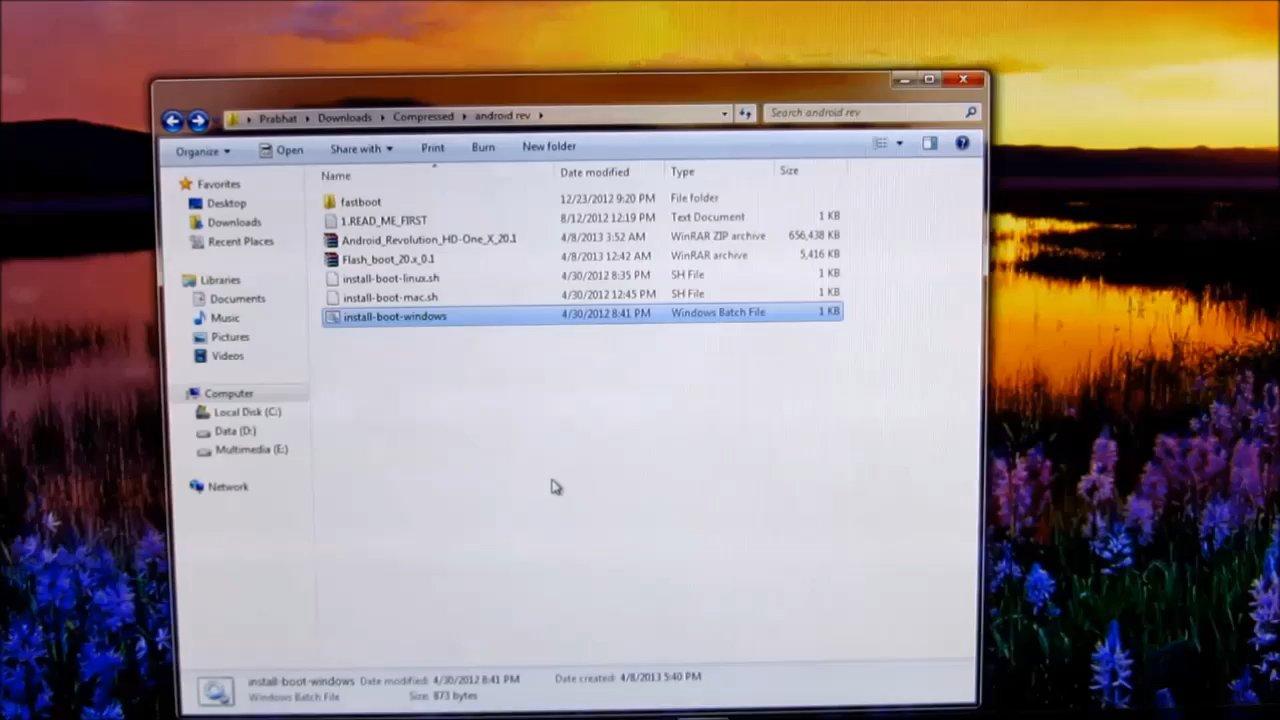 Prabhat Downloads Compressed android rev
Search android rev
Organize Open Share with Print Burn New folder
Name Date modified Type Size
Favorites
Desktop
Downloads
Recent Places
Libraries
Documents
Music
Pictures
Videos
Computer
Local Disk (C:)
Data (D:)
Multimedia (E:)
Network
fastboot 12/23/2012 9:20 PM File folder
1.READ_ME_FIRST 8/12/2012 12:19 PM Text Document 1 KB
Android_Revolution_HD-One_X_20.1 4/8/2013 3:52 AM WinRAR ZIP archive 656,438 KB
Flash_boot_20.x_0.1 4/8/2013 12:42 AM WinRAR archive 5,416 KB
install-boot-linux.sh 4/30/2012 8:35 PM SH File 1 KB
install-boot-mac.sh 4/30/2012 12:45 PM SH File 1 KB
install-boot-windows 4/30/2012 8:41 PM Windows Batch File 1 KB
install-boot-windows Date modified: 4/30/2012 8:41 PM Date created: 4/8/2013 5:40 PM
Windows Batch File Size: 873 bytes